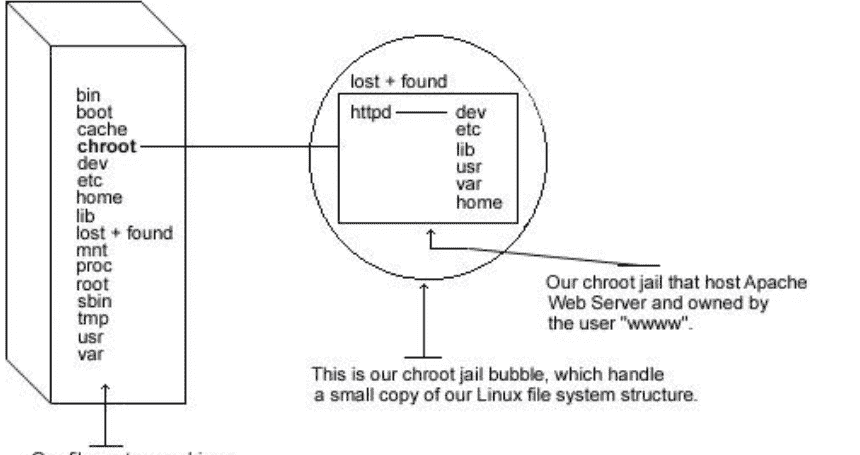 bin
boot
cache
chroot
dev
etc
home
lib
lost + found
mnt
proc
root
sbin
tmp
usr
var
lost + found
httpd
dev
etc
lib
usr
var
home
Our chroot jail that host Apache
Web Server and owned by
the user "wwww".
This is our chroot jail bubble, which handle
a small copy of our Linux file system structure.